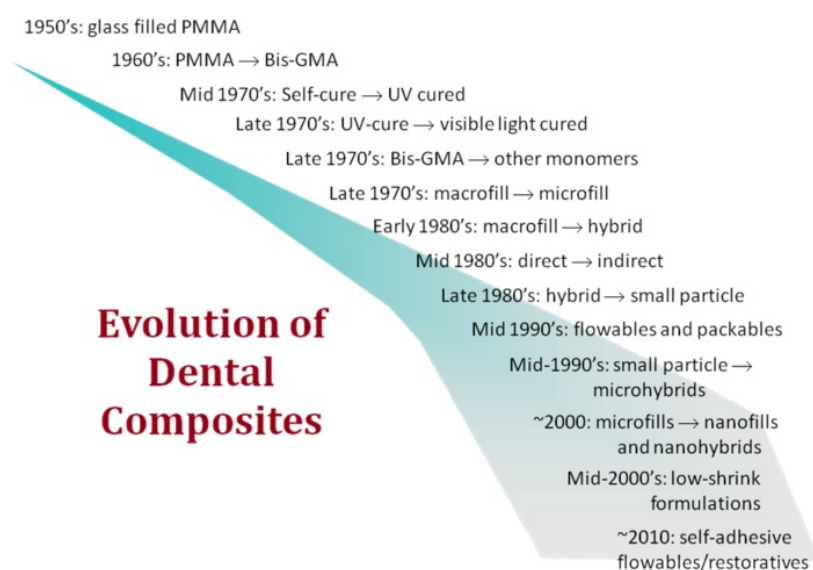 1950's: glass filled PMMA
1960's: PMMA → Bis-GMA
Mid 1970's: Self-cure → UV cured
Late 1970's: UV-cure → visible light cured
Late 1970's: Bis-GMA → other monomers
Late 1970's: macrofill → microfill
Early 1980's: macrofill → hybrid
Mid 1980's: direct → indirect
Late 1980's: hybrid → small particle
Mid 1990's: flowables and packables
Mid-1990's: small particle →
microhybrids
~2000: microfills → nanofills
and nanohybrids
Mid-2000's: low-shrink
formulations
~2010: self-adhesive
flowables/restoratives
Evolution of
Dental
Composites